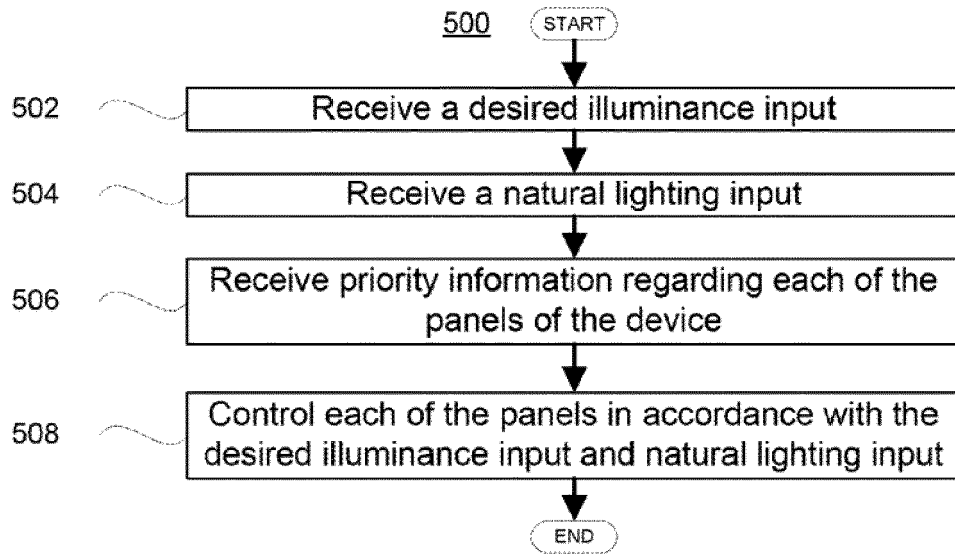 500
START
502
Receive a desired illuminance input
504
Receive a natural lighting input
506
Receive priority information regarding each of the
panels of the device
508
Control each of the panels in accordance with the
desired illuminance input and natural lighting input
END